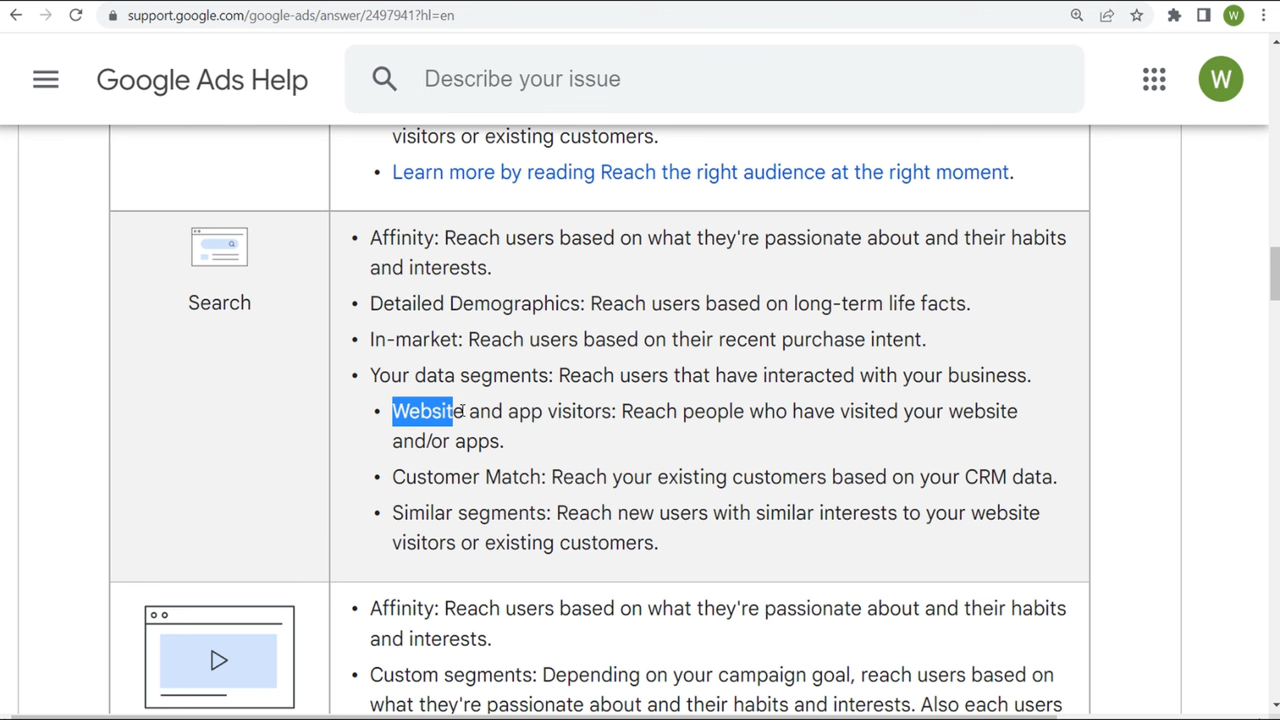 support.google.com/google-ads/answer/2497941?hl=en
W
Google Ads Help
Describe your issue
W
visitors or existing customers.
• Learn more by reading Reach the right audience at the right moment.
Search
• Affinity: Reach users based on what they're passionate about and their habits
and interests.
• Detailed Demographics: Reach users based on long-term life facts.
• In-market: Reach users based on their recent purchase intent.
• Your data segments: Reach users that have interacted with your business.
• Website and app visitors: Reach people who have visited your website
and/or apps.
• Customer Match: Reach your existing customers based on your CRM data.
• Similar segments: Reach new users with similar interests to your website
visitors or existing customers.
• Affinity: Reach users based on what they're passionate about and their habits
and interests.
• Custom segments: Depending on your campaign goal, reach users based on
what they're passionate about and their habits and interests. Also each users